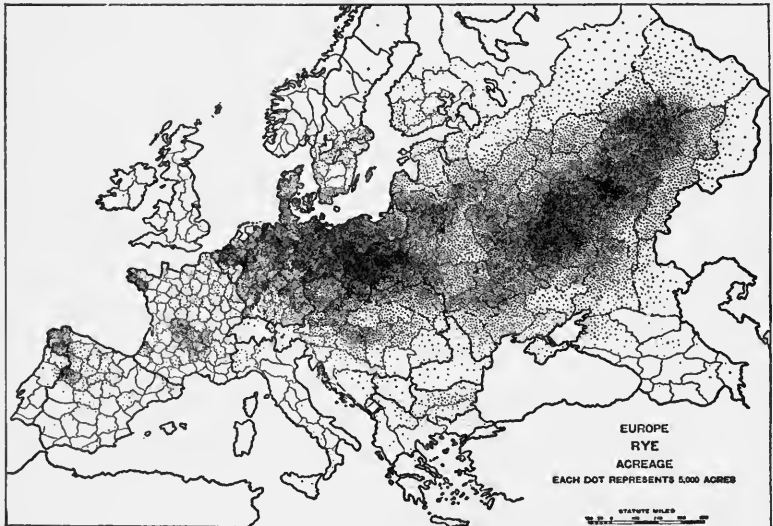 EUROPE
RYE
ACREAGE
EACH DOT REPRESENTS 5,000 ACRES
STATUTE MILES